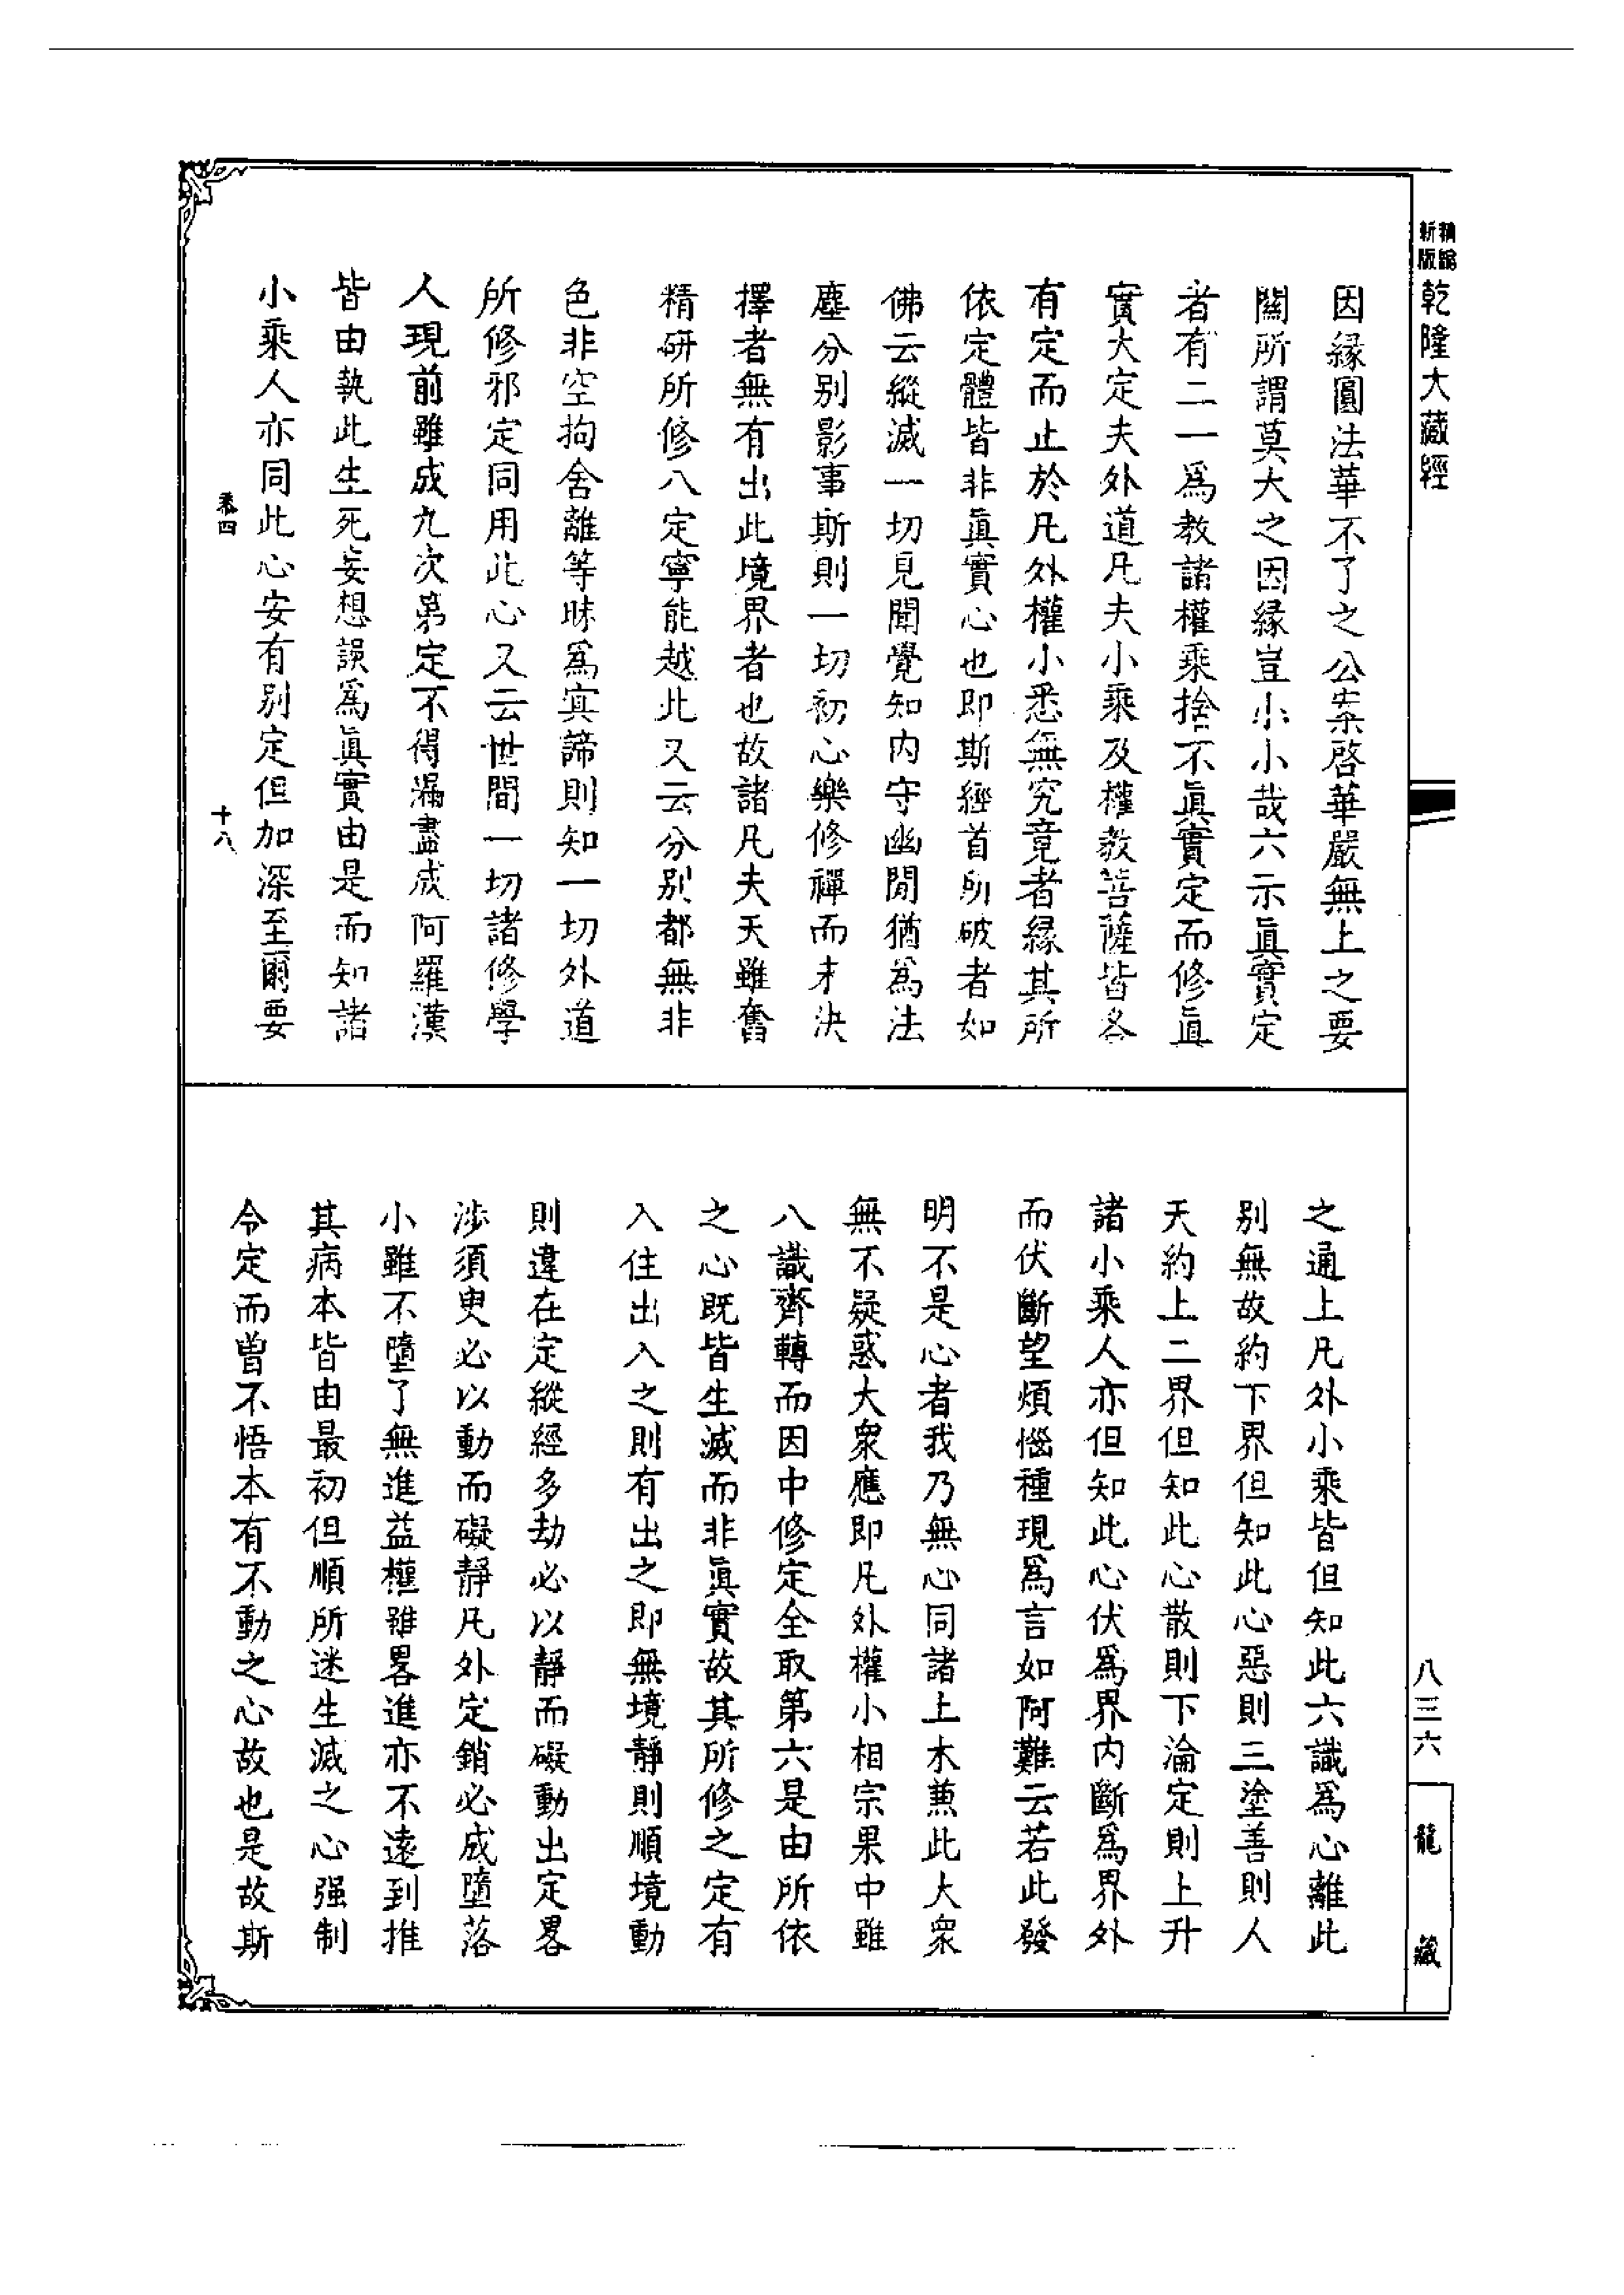 新版
精縮
乾隆大藏經
因緣圓法華不了之公案啓華嚴無上之要
關所謂莫大之因緣豈小小哉六示眞實定
者有二一爲教諸權乘捨不眞實定而修眞
實大定夫外道凡夫小乘及權教菩薩皆各
有定而止於凡外權小悉無究竟者緣其所
依定體皆非眞實心也即斯經首所破者如
佛云縱滅一切見聞覺知内守幽閒猶爲法
塵分别影事斯則一切初心樂修禪而未決
擇者無有出此境界者也故諸凡夫天雖奮
精研所修八定寧能越此又云分别都無非
色非空拘舍離等昧爲冥諦則知一切外道
所修邪定同用此心又云世間一切諸修學
人現前雖成九次第定不得漏盡成阿羅漢
皆由執此生死妄想誤爲眞實由是而知諸
小乘人亦同此心安有别定但加深至爾要
之通上凡外小乘皆但知此六識爲心離此
别無故約下界但知此心惡則三塗善則人
天約上二界但知此心散則下淪定則上升
諸小乘人亦但知此心伏爲界内斷爲界外
而伏斷望煩惱種現爲言如阿難云若此發
明不是心者我乃無心同諸土木兼此大衆
無不疑惑大衆應即凡外權小相宗果中雖
八識齊轉而因中修定全取第六是由所依
之心既皆生滅而非眞實故其所修之定有
入住出入之則有出之即無境靜則順境動
則違在定縱經多劫必以靜而礙動出定畧
涉須臾必以動而礙靜凡外定銷必成墮落
小雖不墮了無進益權雖畧進亦不遠到推
其病本皆由最初但順所迷生滅之心强制
令定而曾不悟本有不動之心故也是故斯
八三六
龍藏
十八